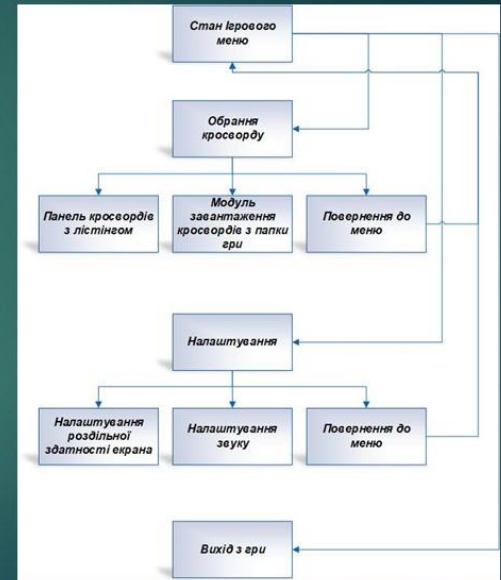 Стан Ігрового
меню
Обрання
кросворду
Панель кросвордів
з лістінгом
Модуль
завантаження
кросвордів з папки
гри
Повернення до
меню
Налаштування
Налаштування
роздільної
здатності екрана
Налаштування
звуку
Повернення до
меню
Вихід з гри